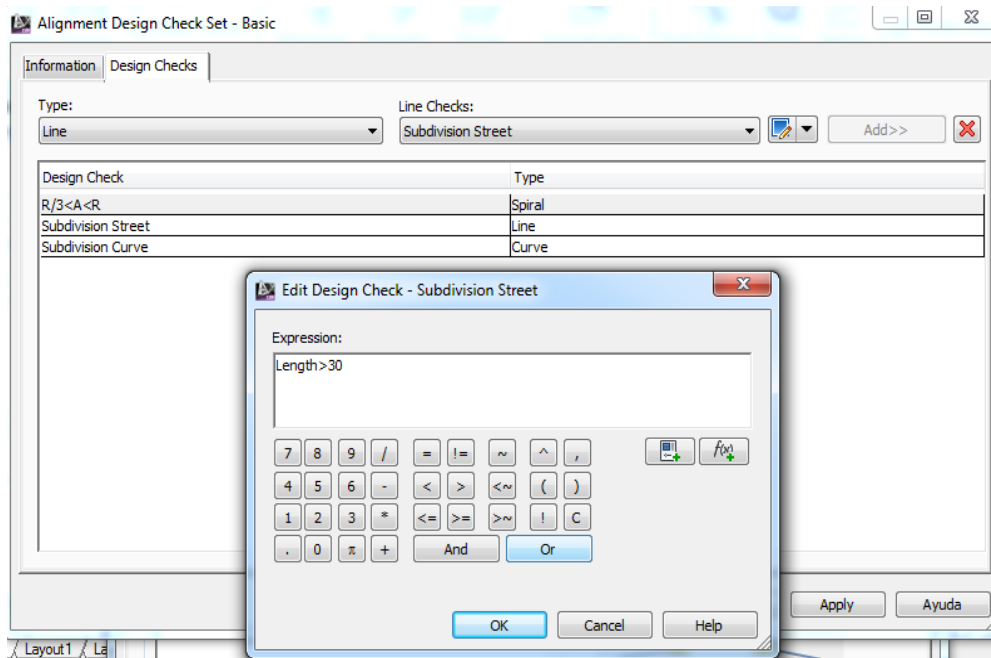 Alignment Design Check Set - Basic
Information Design Checks
Type: Line Checks:
Line Subdivision Street Add>>
Design Check Type
R/3<A<R Spiral
Subdivision Street Line
Subdivision Curve Curve
Edit Design Check - Subdivision Street
Expression:
Length>30
7 8 9 / = != ~ ^ , f(x)
4 5 6 - < > <~ ( )
1 2 3 * <= >= >~ ! C
. 0 π + And Or
Apply Ayuda
OK Cancel Help
Layout1 La